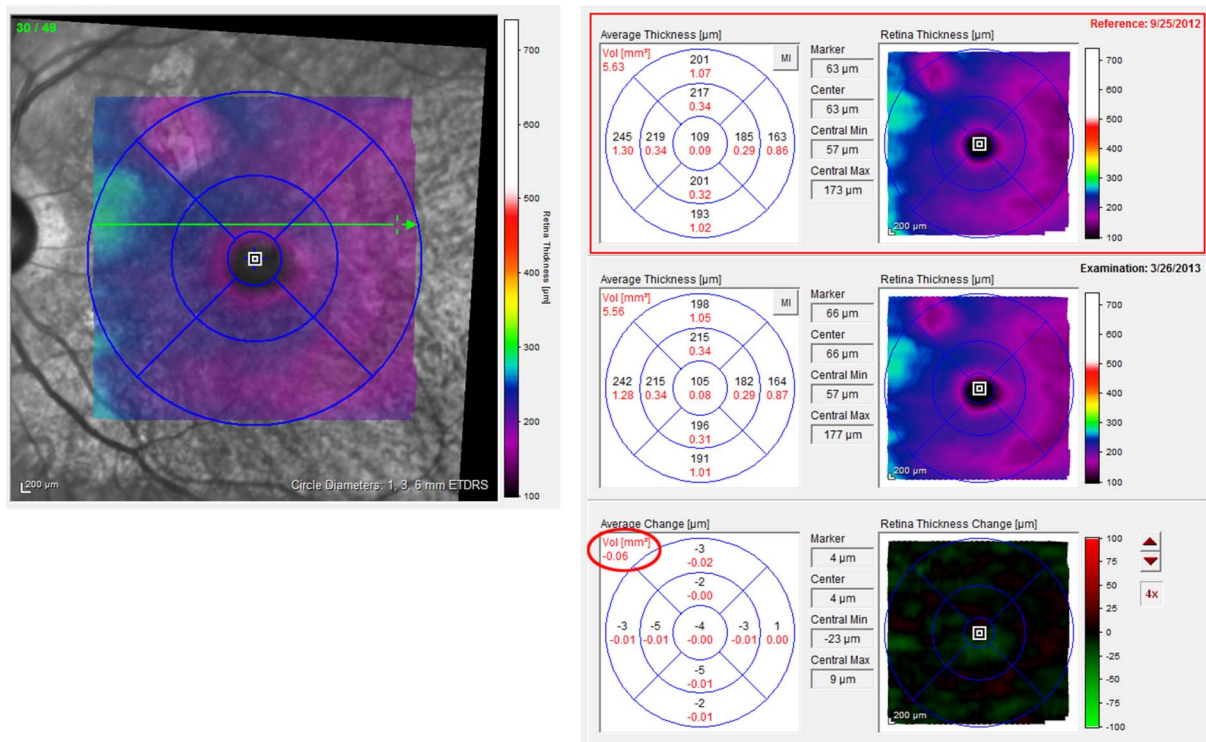 30 / 49
700
600
500
400
300
200
100
Retina Thickness [µm]
200 µm
Circle Diameters: 1, 3, 6 mm ETDRS
Reference: 9/25/2012
Average Thickness [µm]
Vol [mm³]
5.63
MI
201
1.07
217
0.34
245 219 109 185 163
1.30 0.34 0.09 0.29 0.86
201
0.32
193
1.02
Marker
63 µm
Center
63 µm
Central Min
57 µm
Central Max
173 µm
Retina Thickness [µm]
200 µm
700
600
500
400
300
200
100
Examination: 3/26/2013
Average Thickness [µm]
Vol [mm³]
5.56
MI
198
1.05
215
0.34
242 215 105 182 164
1.28 0.34 0.08 0.29 0.87
196
0.31
191
1.01
Marker
66 µm
Center
66 µm
Central Min
57 µm
Central Max
177 µm
Retina Thickness [µm]
200 µm
700
600
500
400
300
200
100
Average Change [µm]
Vol [mm³]
-0.06
-3
-0.02
-2
-0.00
-3 -5 -4 -3 1
-0.01 -0.01 -0.00 -0.01 0.00
-5
-0.01
-2
-0.01
Marker
4 µm
Center
4 µm
Central Min
-23 µm
Central Max
9 µm
Retina Thickness Change [µm]
200 µm
100
75
50
25
0
-25
-50
-75
-100
4x